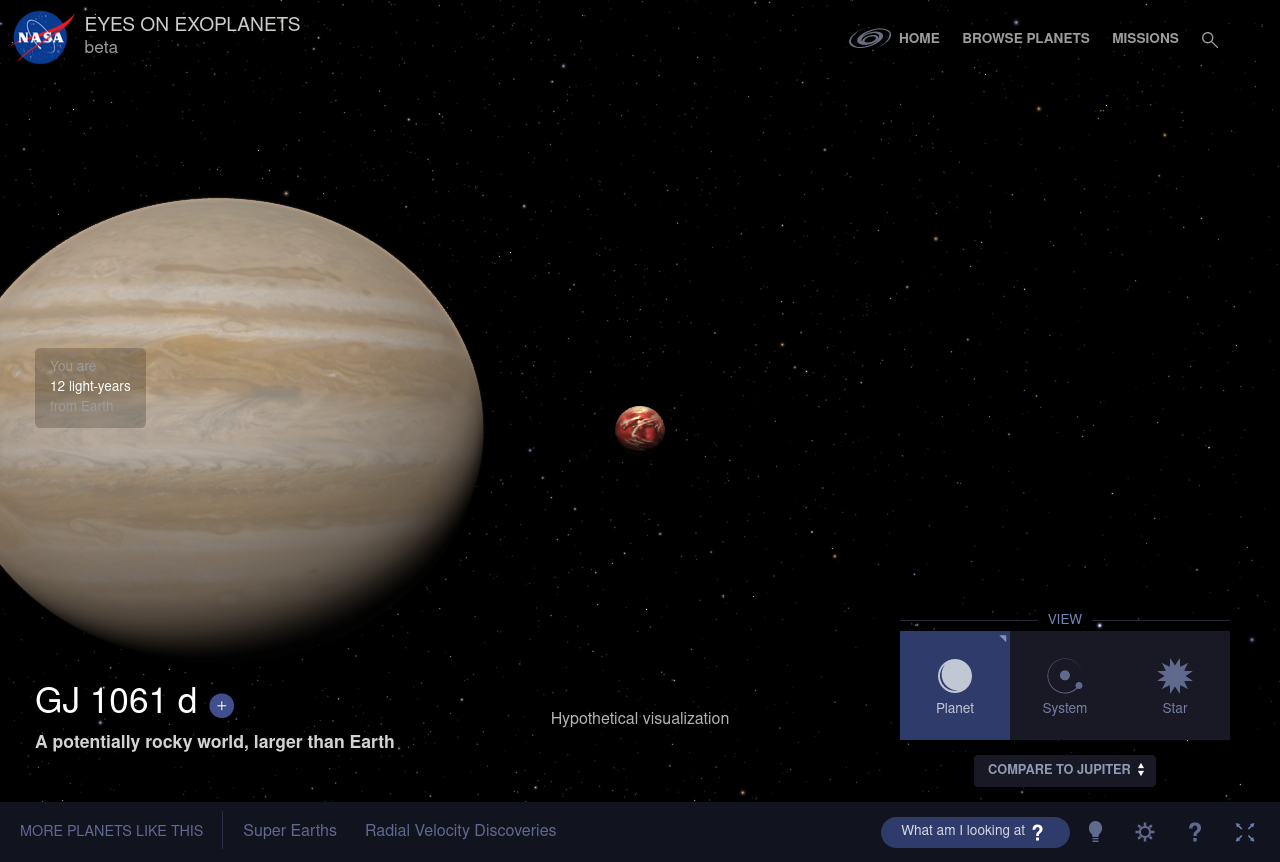 NASA
EYES ON EXOPLANETS
beta
HOME
BROWSE PLANETS
MISSIONS
You are
12 light-years
from Earth
GJ 1061 d
A potentially rocky world, larger than Earth
Hypothetical visualization
VIEW
Planet
System
Star
COMPARE TO JUPITER
MORE PLANETS LIKE THIS
Super Earths
Radial Velocity Discoveries
What am I looking at ?
?